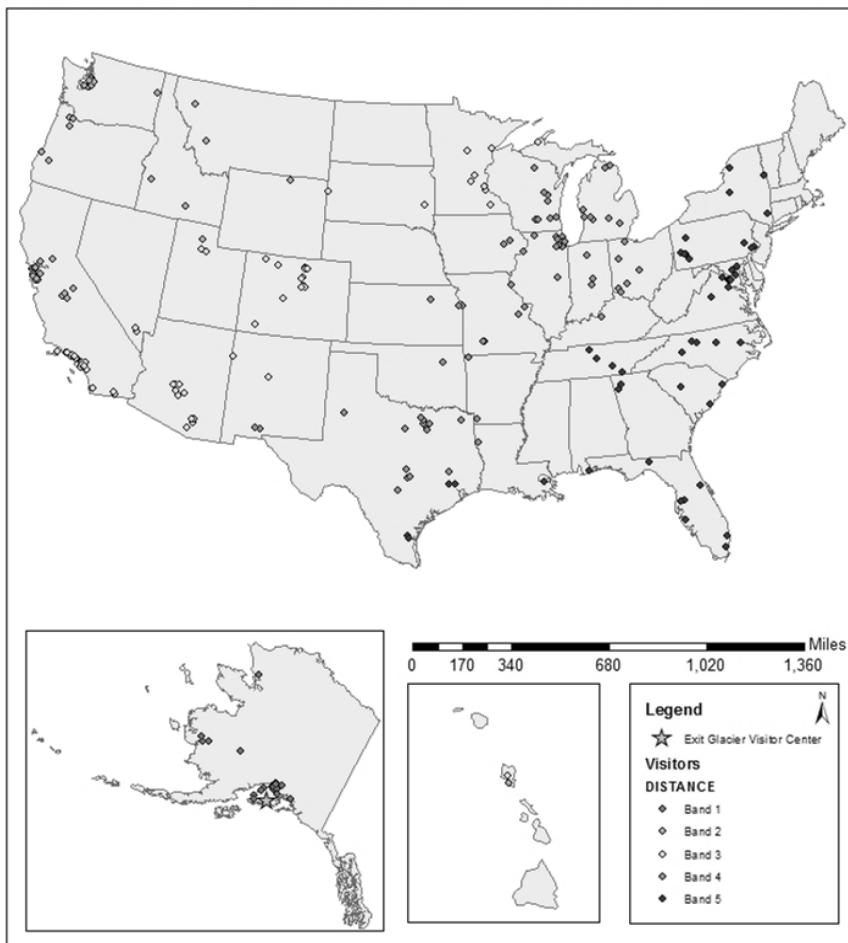 Miles
0 170 340 680 1,020 1,360
Legend
N
Exit Glacier Visitor Center
Visitors
DISTANCE
Band 1
Band 2
Band 3
Band 4
Band 5